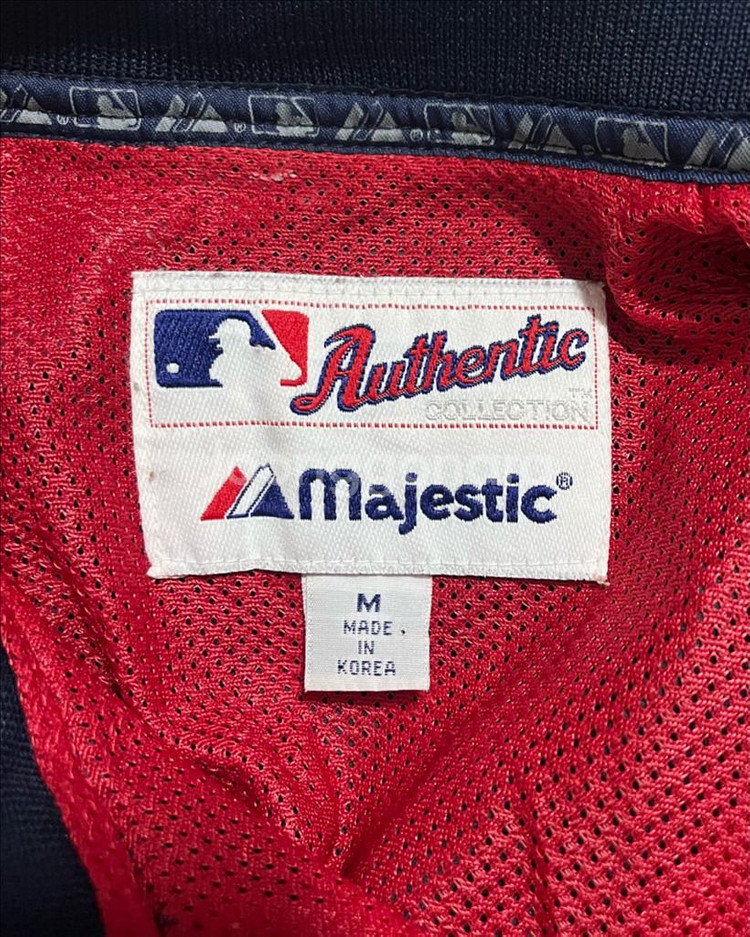 Authentic
COLLECTION™
Majestic®
M
MADE
IN
KOREA